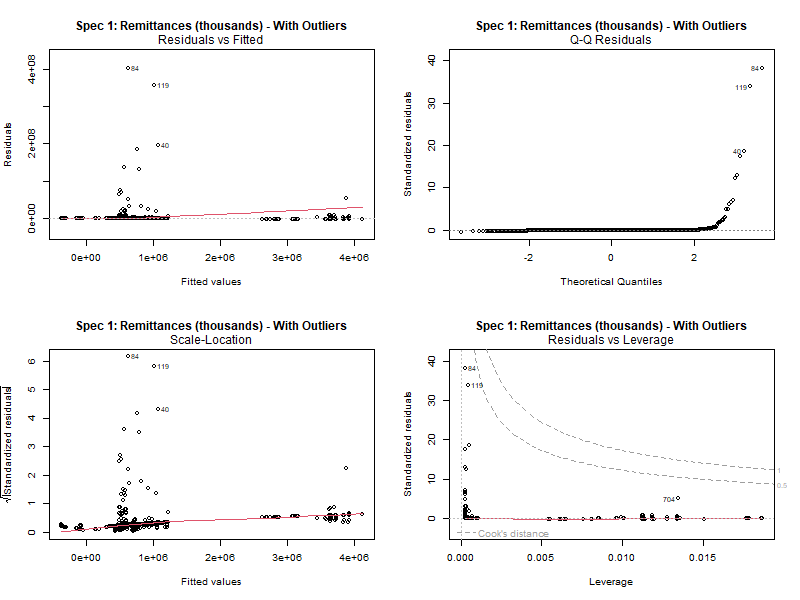 Spec 1: Remittances (thousands) - With Outliers
Residuals vs Fitted
Residuals
0e+00
2e+08
4e+08
84
119
40
0e+00
1e+06
2e+06
3e+06
4e+06
Fitted values
Spec 1: Remittances (thousands) - With Outliers
Q-Q Residuals
Standardized residuals
0
10
20
30
40
84
119
40
-2
0
2
Theoretical Quantiles
Spec 1: Remittances (thousands) - With Outliers
Scale-Location
√|Standardized residuals|
0
1
2
3
4
5
6
84
119
40
0e+00
1e+06
2e+06
3e+06
4e+06
Fitted values
Spec 1: Remittances (thousands) - With Outliers
Residuals vs Leverage
Standardized residuals
0
10
20
30
40
84
119
704
1
0.5
Cook's distance
0.000
0.005
0.010
0.015
Leverage